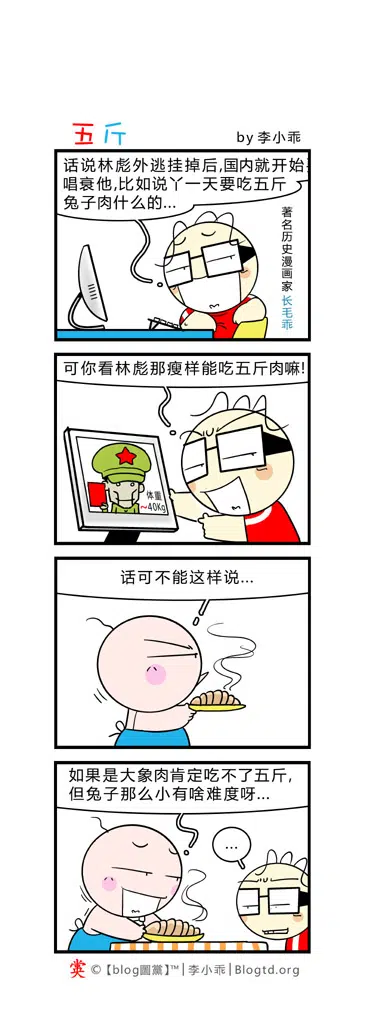 五斤
by 李小乖
话说林彪外逃挂掉后,国内就开始
唱衰他,比如说丫一天要吃五斤
兔子肉什么的...
著名历史漫画家 长毛乖
可你看林彪那瘦样能吃五斤肉嘛!
体重
~40Kg
话可不能这样说...
如果是大象肉肯定吃不了五斤,
但兔子那么小有啥难度呀...
...
©【blog圖黨】™|李小乖|Blogtd.org